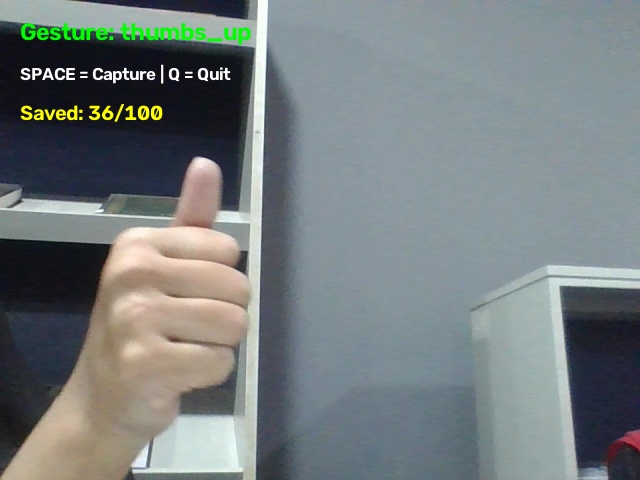 Gesture: thumbs_up
SPACE = Capture | Q = Quit
Saved: 36/100